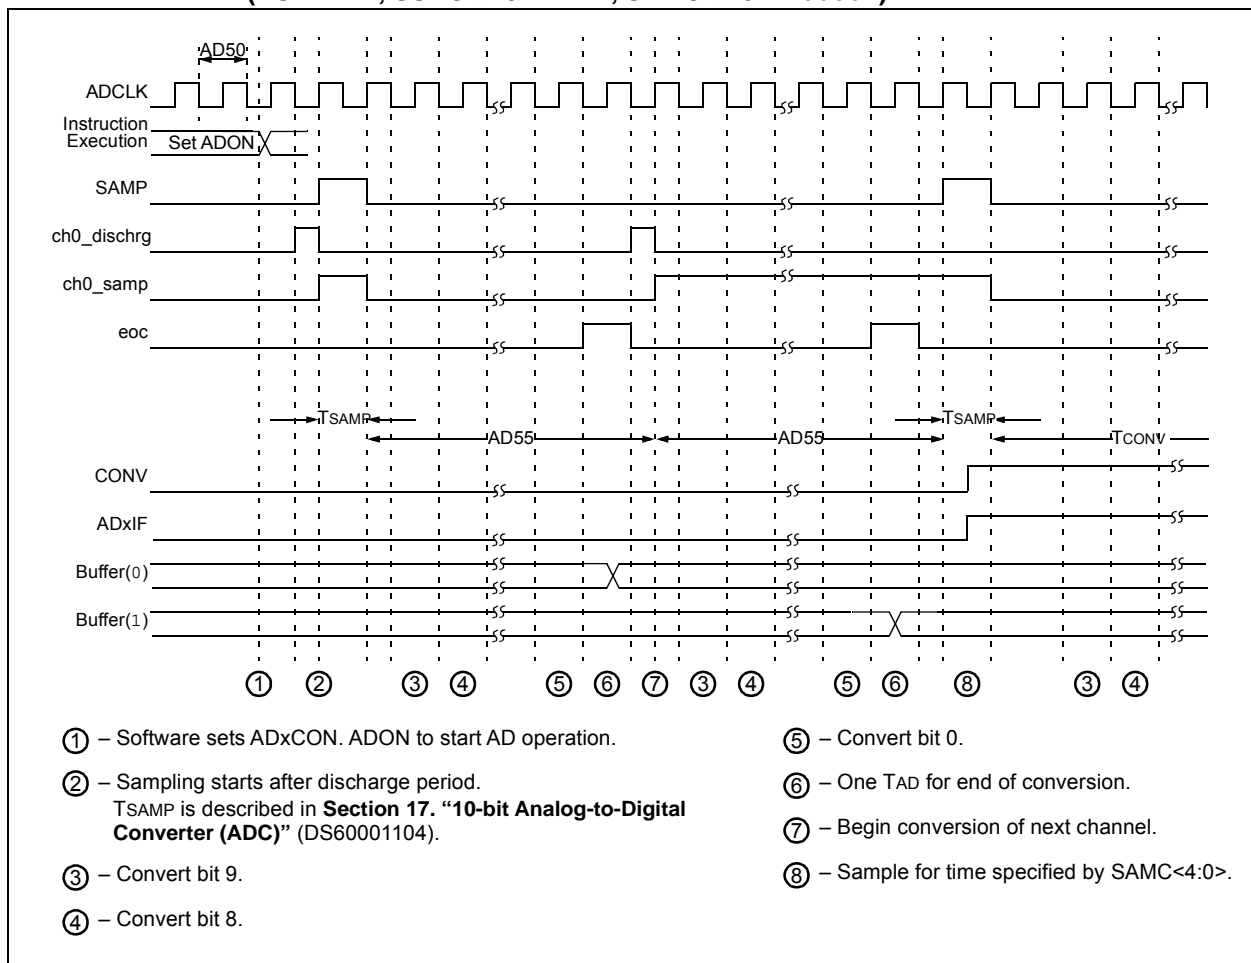 AD50
ADCLK
Instruction
Execution
Set ADON
SAMP
ch0_dischrg
ch0_samp
eoc
TSAMP
TSAMP
AD55
AD55
TCONV
CONV
ADxIF
Buffer(0)
Buffer(1)
1 2 3 4 5 6 7 3 4 5 6 8 3 4
1 – Software sets ADxCON. ADON to start AD operation.
2 – Sampling starts after discharge period.
TSAMP is described in Section 17. “10-bit Analog-to-Digital
Converter (ADC)” (DS60001104).
3 – Convert bit 9.
4 – Convert bit 8.
5 – Convert bit 0.
6 – One TAD for end of conversion.
7 – Begin conversion of next channel.
8 – Sample for time specified by SAMC<4:0>.